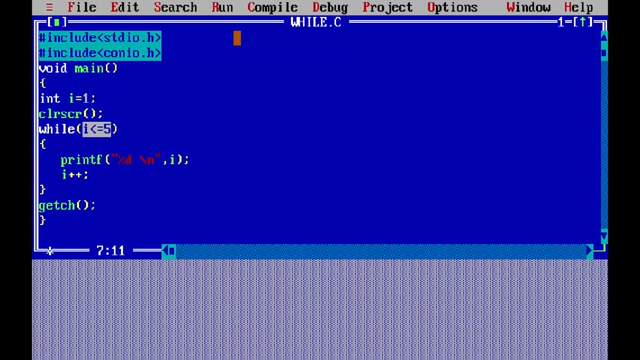 ≡ File Edit Search Run Compile Debug Project Options Window Help
[■] WHILE.C 1=[↑]
#include<stdio.h>
#include<conio.h>
void main()
{
int i=1;
clrscr();
while(i<=5)
{
printf("%d \n",i);
i++;
}
getch();
}
7:11